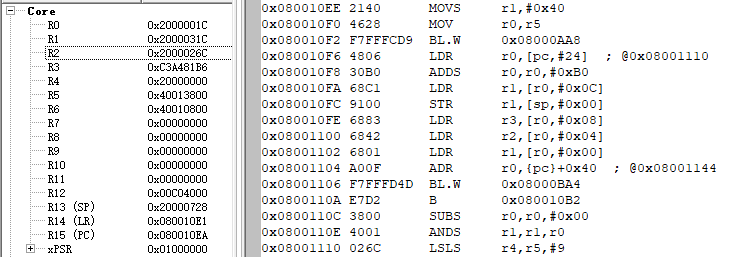 Core
R0 0x2000001C
R1 0x2000031C
R2 0x2000026C
R3 0xC3A481B6
R4 0x20000000
R5 0x40013800
R6 0x40010800
R7 0x00000000
R8 0x00000000
R9 0x00000000
R10 0x00000000
R11 0x00000000
R12 0x00C04000
R13 (SP) 0x20000728
R14 (LR) 0x080010E1
R15 (PC) 0x080010EA
xPSR 0x01000000
0x080010EE 2140 MOVS r1,#0x40
0x080010F0 4628 MOV r0,r5
0x080010F2 F7FFFCD9 BL.W 0x08000AA8
0x080010F6 4806 LDR r0,[pc,#24] ; @0x08001110
0x080010F8 30B0 ADDS r0,r0,#0xB0
0x080010FA 68C1 LDR r1,[r0,#0x0C]
0x080010FC 9100 STR r1,[sp,#0x00]
0x080010FE 6883 LDR r3,[r0,#0x08]
0x08001100 6842 LDR r2,[r0,#0x04]
0x08001102 6801 LDR r1,[r0,#0x00]
0x08001104 A00F ADR r0,{pc}+0x40 ; @0x08001144
0x08001106 F7FFFD4D BL.W 0x08000BA4
0x0800110A E7D2 B 0x080010B2
0x0800110C 3800 SUBS r0,r0,#0x00
0x0800110E 4001 ANDS r1,r1,r0
0x08001110 026C LSLS r4,r5,#9